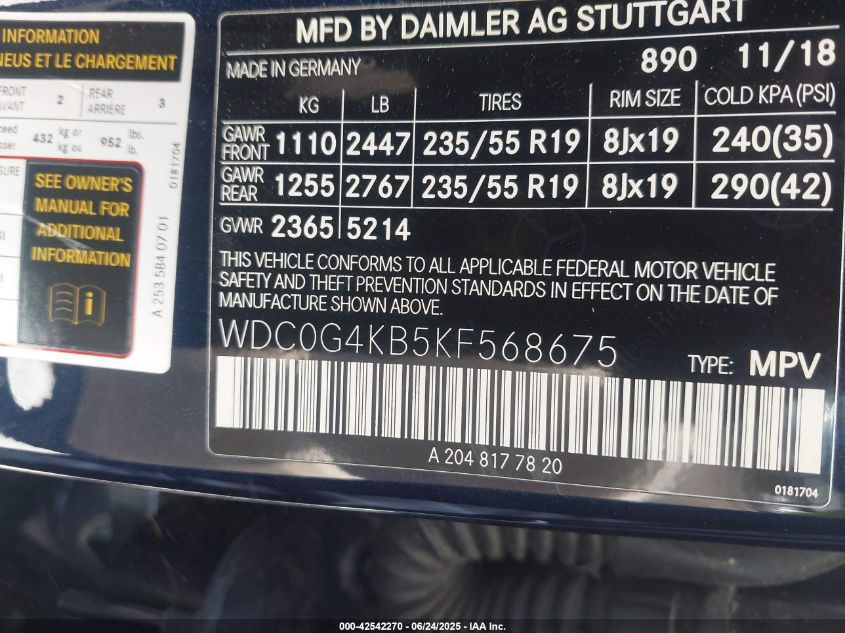 INFORMATION
NEUS ET LE CHARGEMENT
FRONT 2 REAR 3
AVANT ARRIÈRE
432 kg or 952 lbs.
kg ou lb.
0181704
SEE OWNER'S
MANUAL FOR
ADDITIONAL
INFORMATION
i
A 253 584 07 01
MFD BY DAIMLER AG STUTTGART
MADE IN GERMANY 890 11/18
KG LB TIRES RIM SIZE COLD KPA (PSI)
GAWR FRONT 1110 2447 235/55 R19 8Jx19 240(35)
GAWR REAR 1255 2767 235/55 R19 8Jx19 290(42)
GVWR 2365 5214
THIS VEHICLE CONFORMS TO ALL APPLICABLE FEDERAL MOTOR VEHICLE
SAFETY AND THEFT PREVENTION STANDARDS IN EFFECT ON THE DATE OF
MANUFACTURE SHOWN ABOVE.
WDC0G4KB5KF568675
TYPE: MPV
A 204 817 78 20
0181704
000-42542270 - 06/24/2025 - IAA Inc.